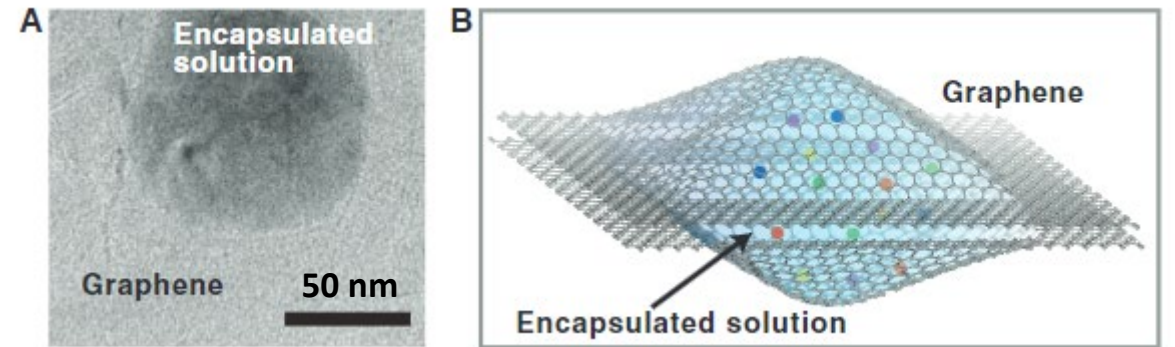 A
Encapsulated
solution
Graphene
50 nm
B
Graphene
Encapsulated solution